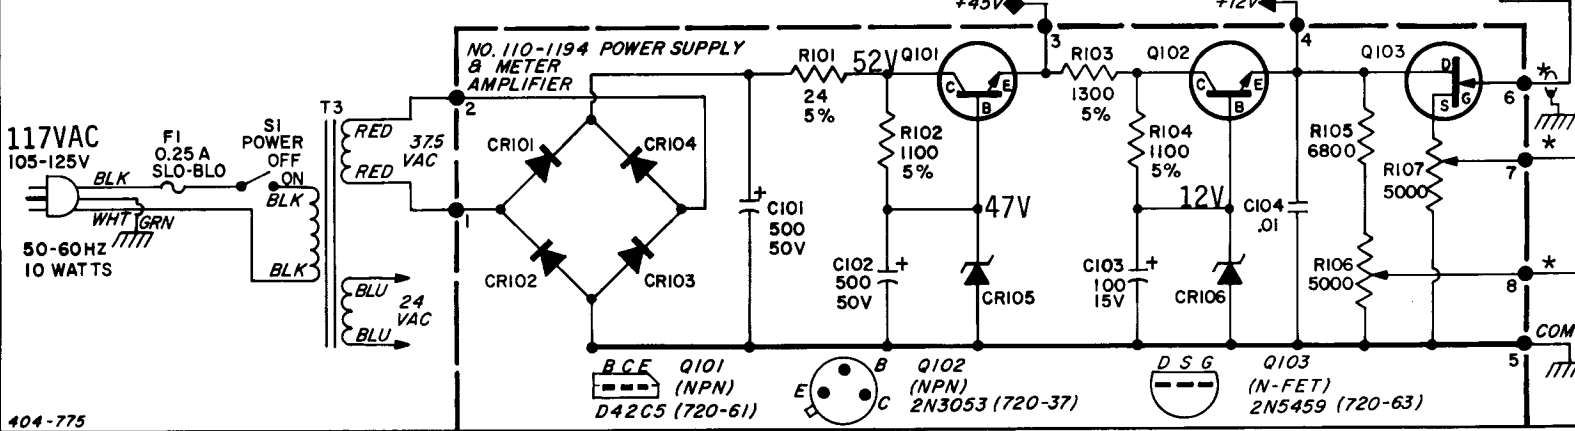 +45V
+12V
NO. 110-1194 POWER SUPPLY
& METER
AMPLIFIER
3
4
R101
24
5%
52V
Q101
C
E
B
R103
1300
5%
Q102
C
E
B
Q103
D
S
G
6
*
2
T3
117VAC
105-125V
F1
0.25 A
SLO-BLO
S1
POWER
OFF
ON
RED
RED
37.5
VAC
BLK
BLK
WHT
GRN
BLK
50-60HZ
10 WATTS
BLU
BLU
24
VAC
1
CR101
CR104
CR102
CR103
+
C101
500
50V
R102
1100
5%
47V
C102
500
50V
+
CR105
R104
1100
5%
12V
C103
100
15V
+
CR106
C104
.01
R105
6800
R107
5000
*
7
R106
5000
*
8
COM
5
B C E
Q101
(NPN)
D42C5 (720-61)
B
E
C
Q102
(NPN)
2N3053 (720-37)
D S G
Q103
(N-FET)
2N5459 (720-63)
404-775